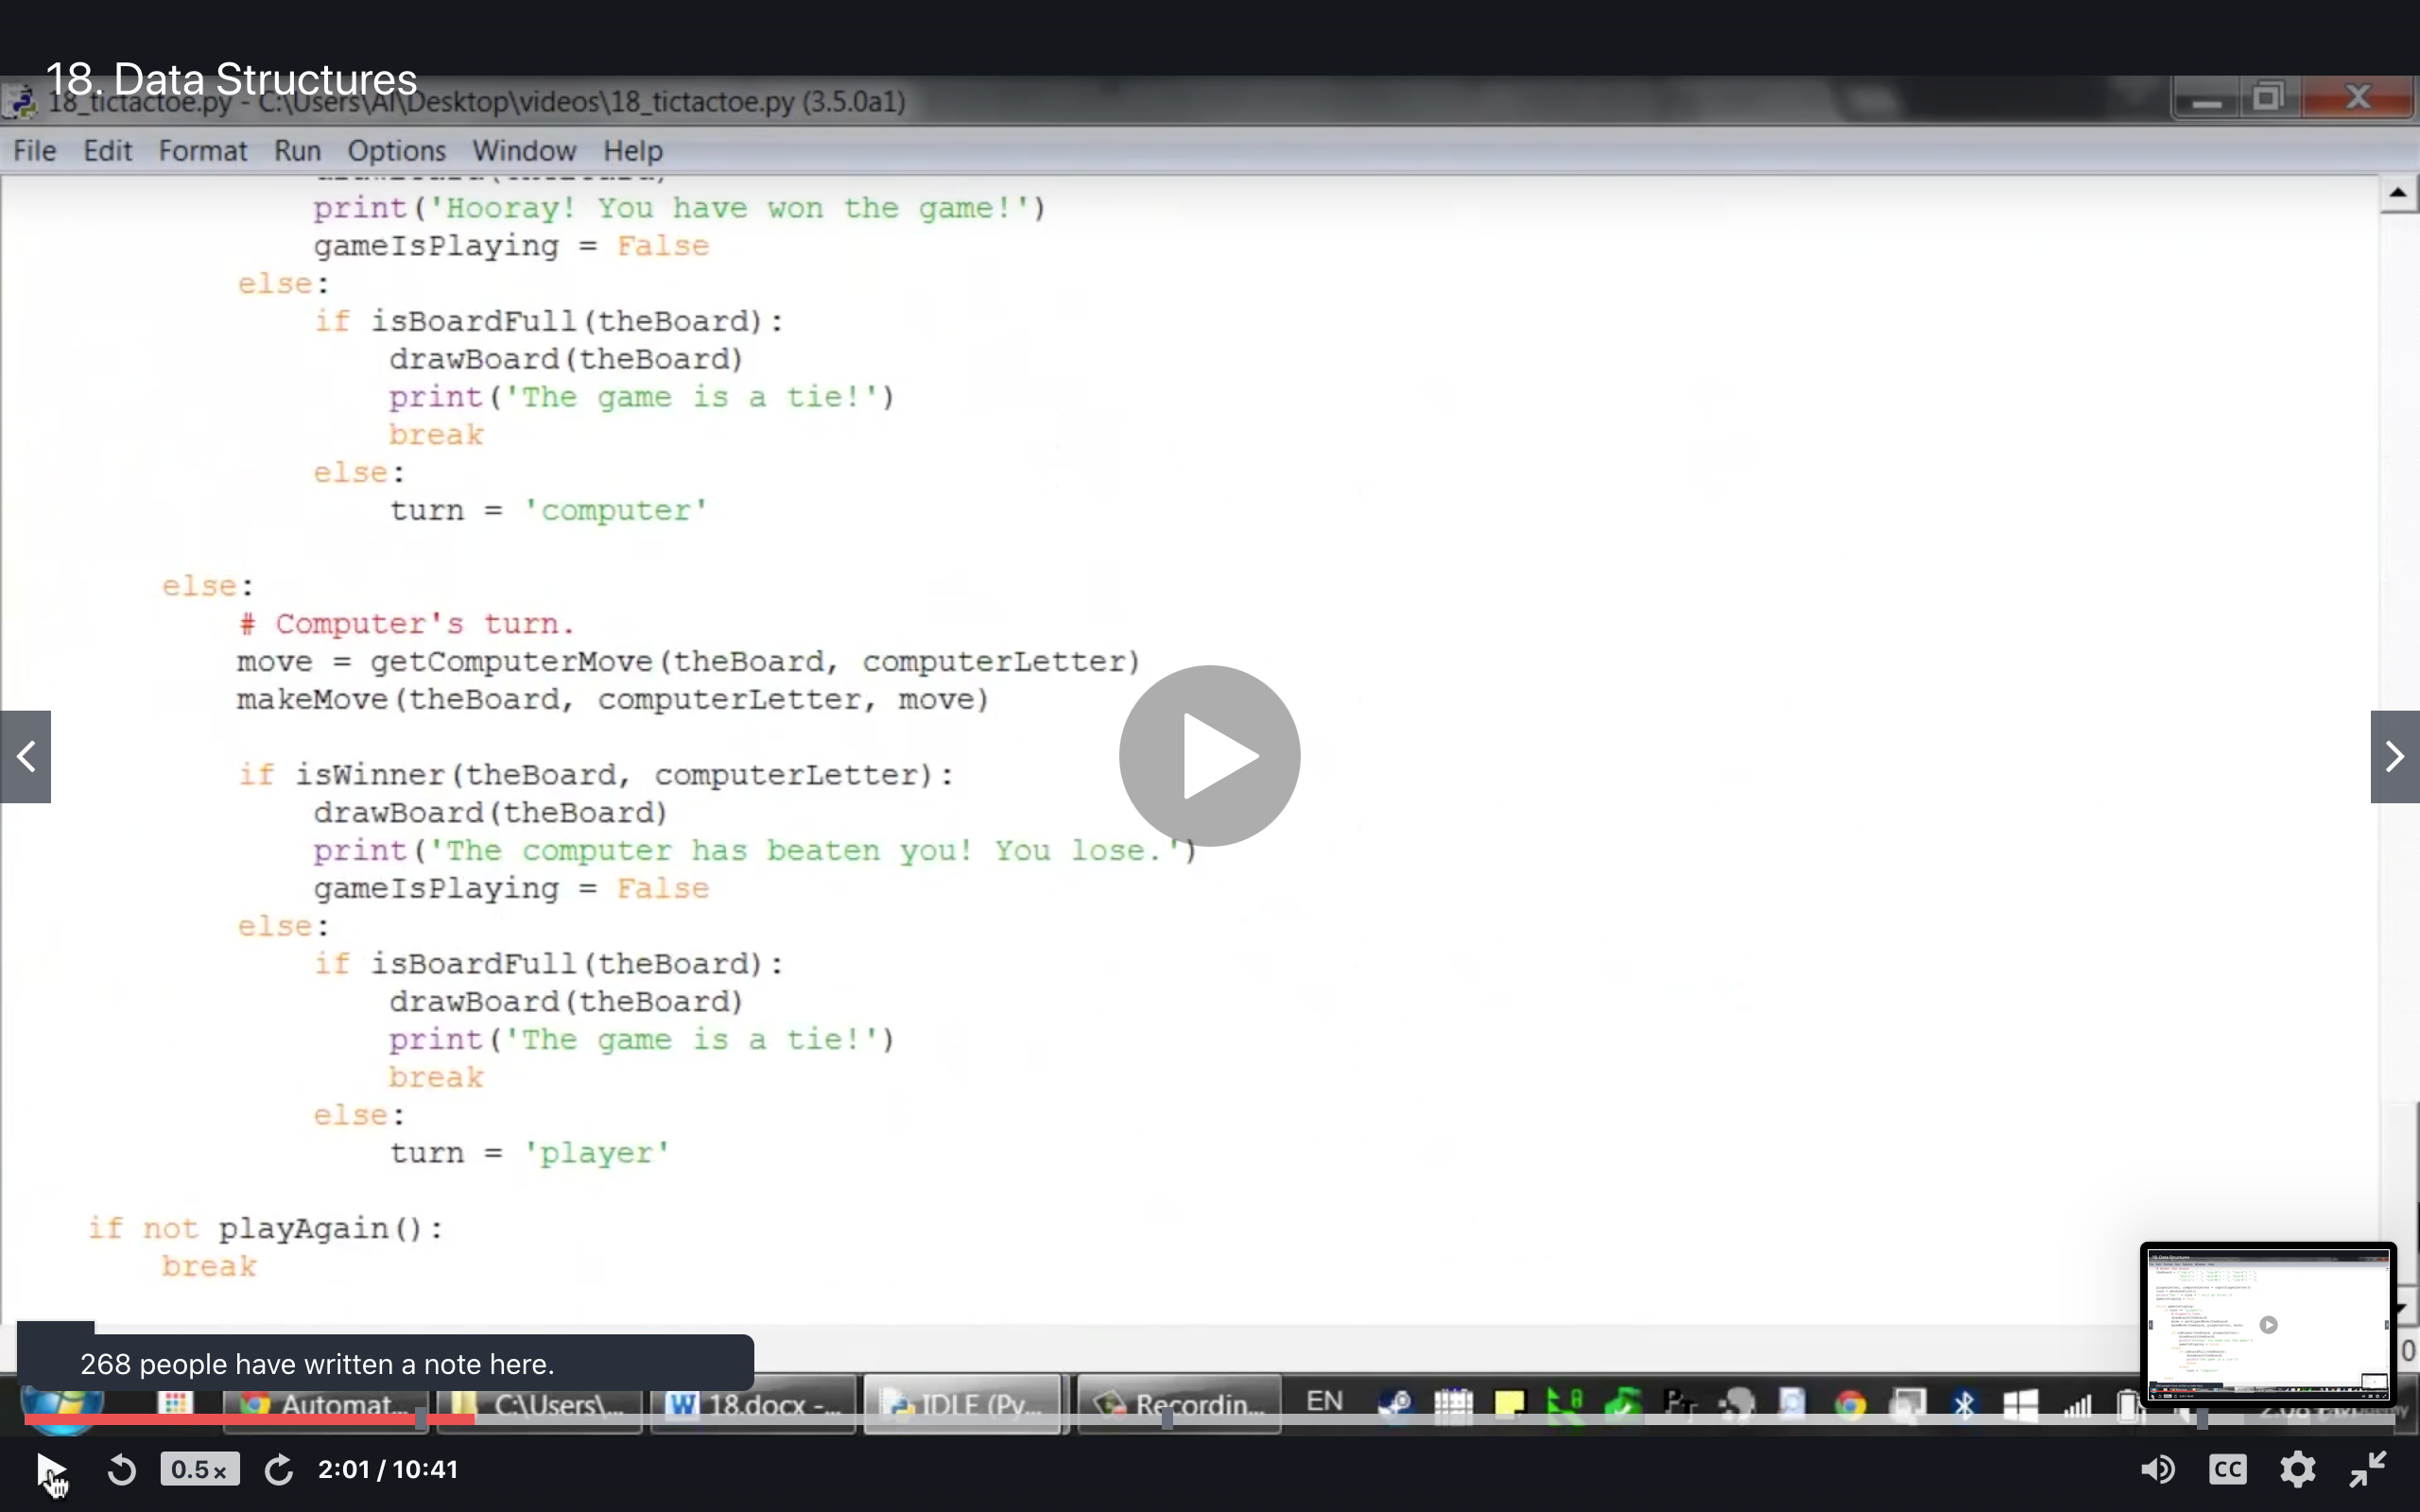 18. Data Structures
18_tictactoe.py - C:\Users\Al\Desktop\videos\18_tictactoe.py (3.5.0a1)
File Edit Format Run Options Window Help
print('Hooray! You have won the game!')
gameIsPlaying = False
else:
if isBoardFull(theBoard):
drawBoard(theBoard)
print('The game is a tie!')
break
else:
turn = 'computer'
else:
# Computer's turn.
move = getComputerMove(theBoard, computerLetter)
makeMove(theBoard, computerLetter, move)
if isWinner(theBoard, computerLetter):
drawBoard(theBoard)
print('The computer has beaten you! You lose.')
gameIsPlaying = False
else:
if isBoardFull(theBoard):
drawBoard(theBoard)
print('The game is a tie!')
break
else:
turn = 'player'
if not playAgain():
break
268 people have written a note here.
Automat... C:\Users\... 18.docx -... IDLE (Py... Recordin... EN
0.5x 2:01 / 10:41 CC